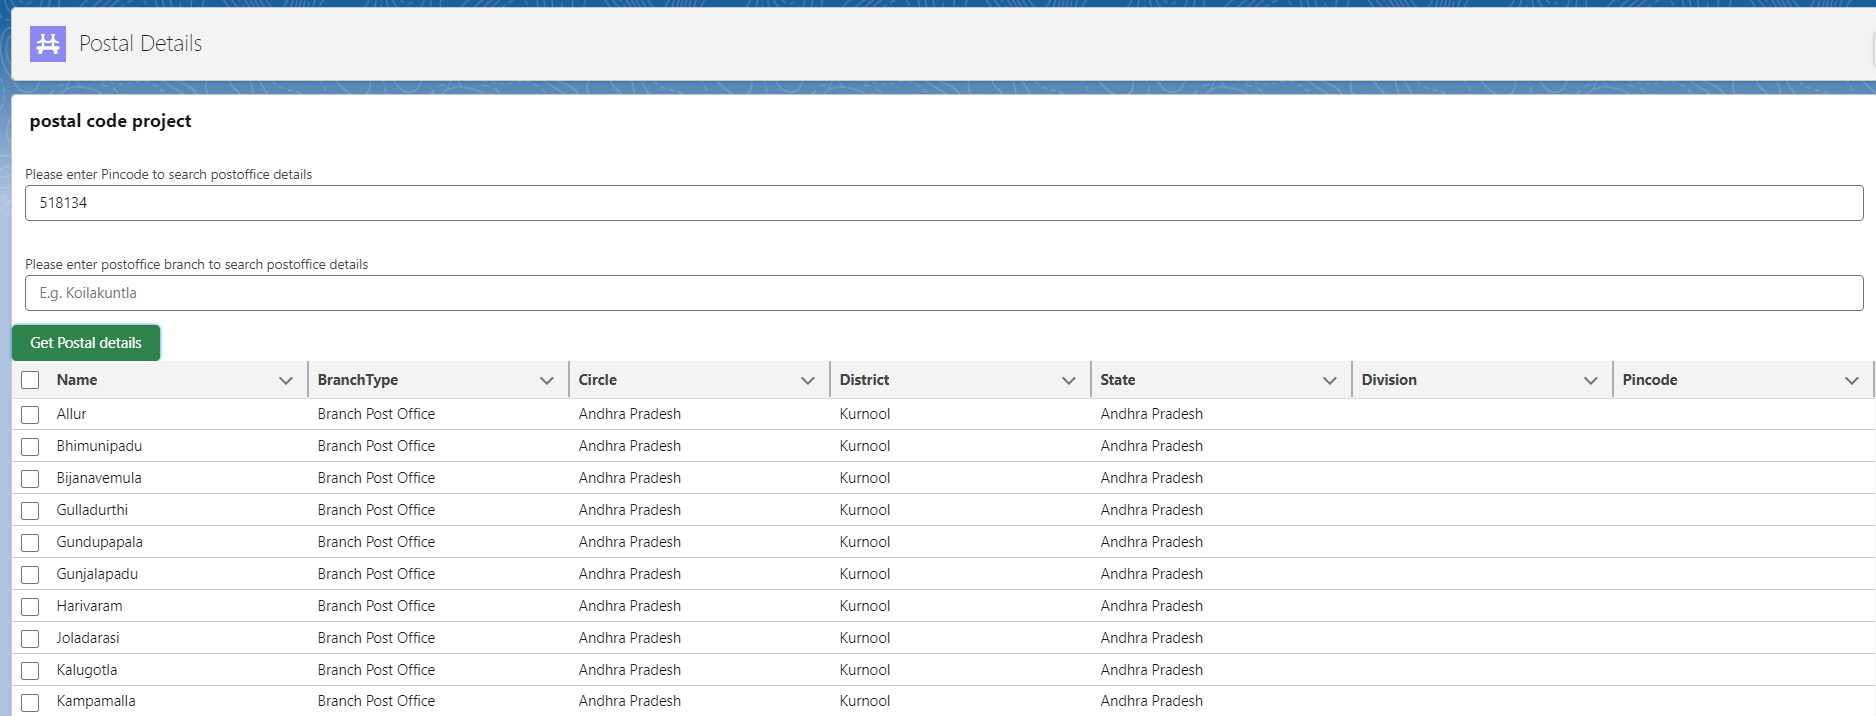 Postal Details
postal code project
Please enter Pincode to search postoffice details
518134
Please enter postoffice branch to search postoffice details
E.g. Koilakuntla
Get Postal details
Name BranchType Circle District State Division Pincode
Allur Branch Post Office Andhra Pradesh Kurnool Andhra Pradesh
Bhimunipadu Branch Post Office Andhra Pradesh Kurnool Andhra Pradesh
Bijanavemula Branch Post Office Andhra Pradesh Kurnool Andhra Pradesh
Gulladurthi Branch Post Office Andhra Pradesh Kurnool Andhra Pradesh
Gundupapala Branch Post Office Andhra Pradesh Kurnool Andhra Pradesh
Gunjalapadu Branch Post Office Andhra Pradesh Kurnool Andhra Pradesh
Harivaram Branch Post Office Andhra Pradesh Kurnool Andhra Pradesh
Joladarasi Branch Post Office Andhra Pradesh Kurnool Andhra Pradesh
Kalugotla Branch Post Office Andhra Pradesh Kurnool Andhra Pradesh
Kampamalla Branch Post Office Andhra Pradesh Kurnool Andhra Pradesh